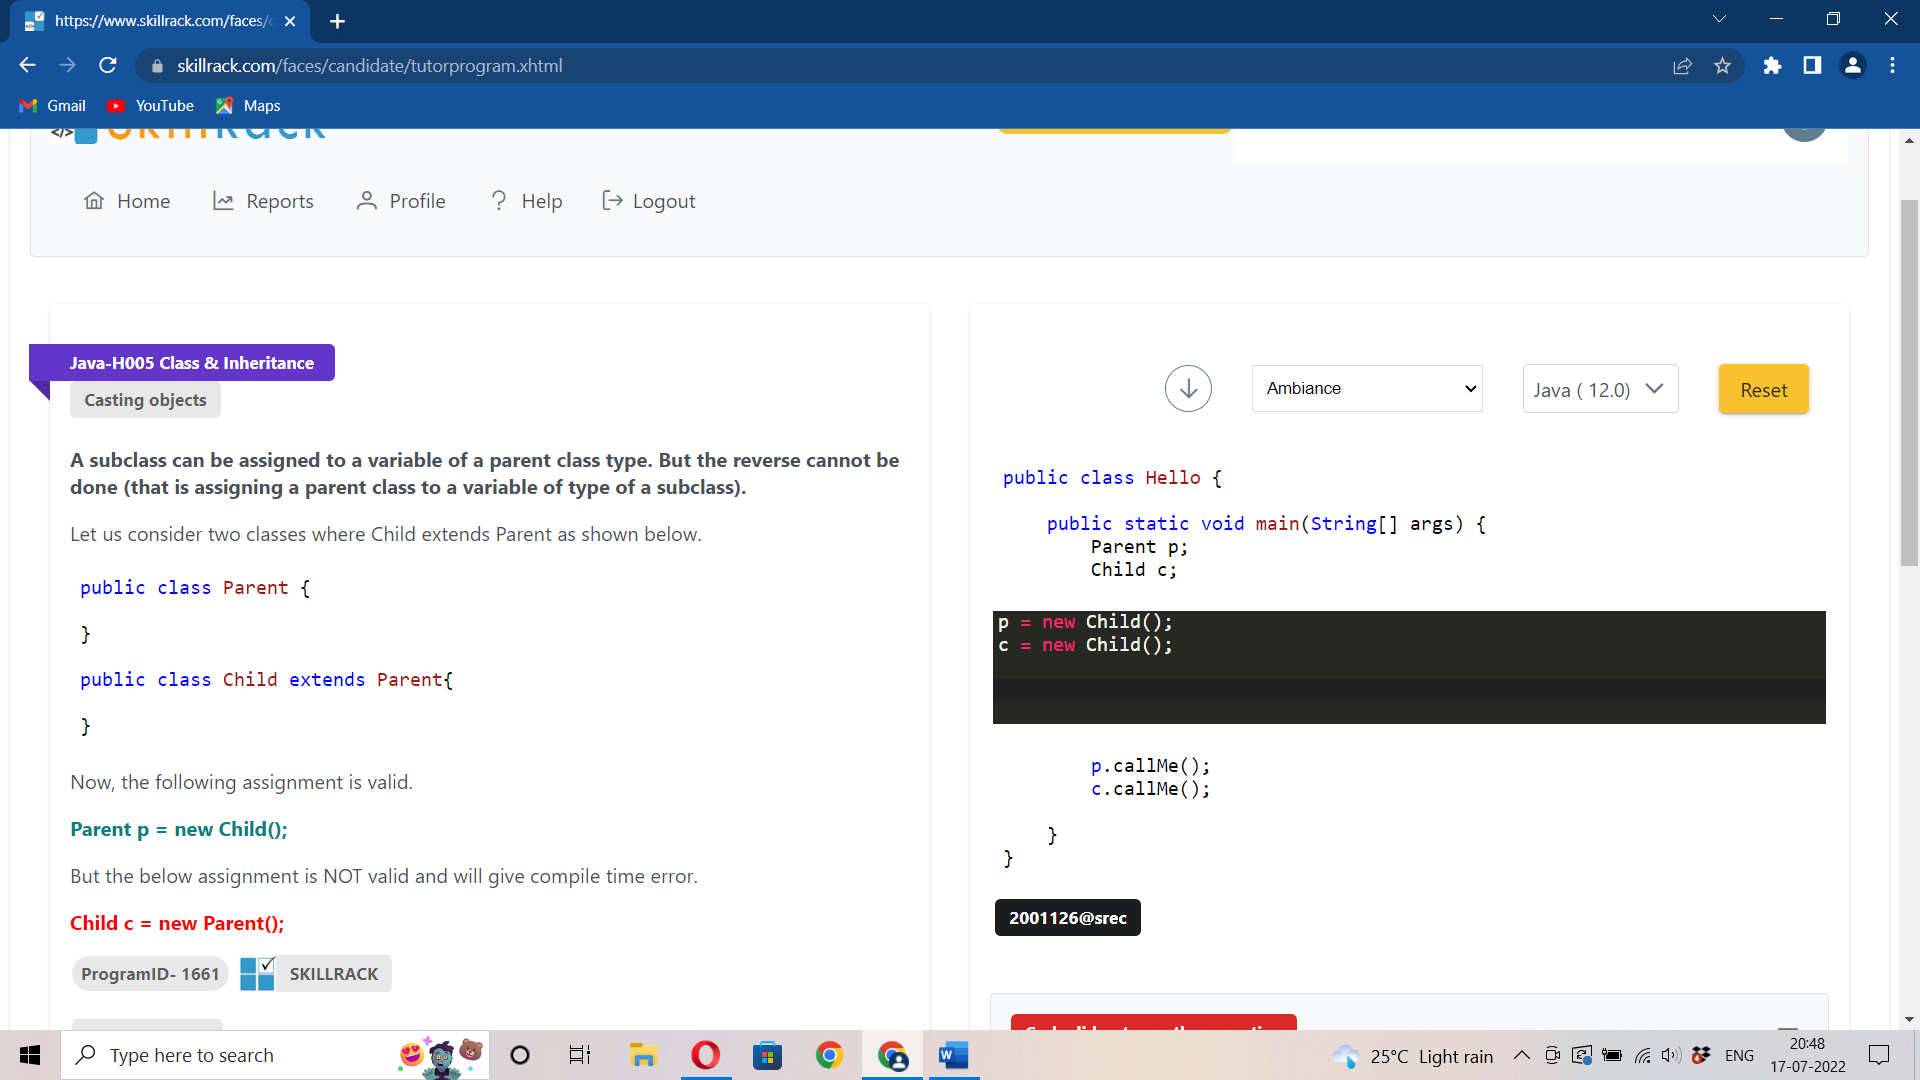 https://www.skillrack.com/faces/c
skillrack.com/faces/candidate/tutorprogram.xhtml
Gmail YouTube Maps
SkillRack
Home Reports Profile Help Logout
Java-H005 Class & Inheritance
Casting objects
A subclass can be assigned to a variable of a parent class type. But the reverse cannot be
done (that is assigning a parent class to a variable of type of a subclass).
Let us consider two classes where Child extends Parent as shown below.
public class Parent {
}
public class Child extends Parent{
}
Now, the following assignment is valid.
Parent p = new Child();
But the below assignment is NOT valid and will give compile time error.
Child c = new Parent();
ProgramID- 1661 SKILLRACK
Ambiance Java ( 12.0) Reset
public class Hello {
public static void main(String[] args) {
Parent p;
Child c;
p = new Child();
c = new Child();
p.callMe();
c.callMe();
}
}
2001126@srec
Type here to search
25°C Light rain
ENG
20:48
17-07-2022